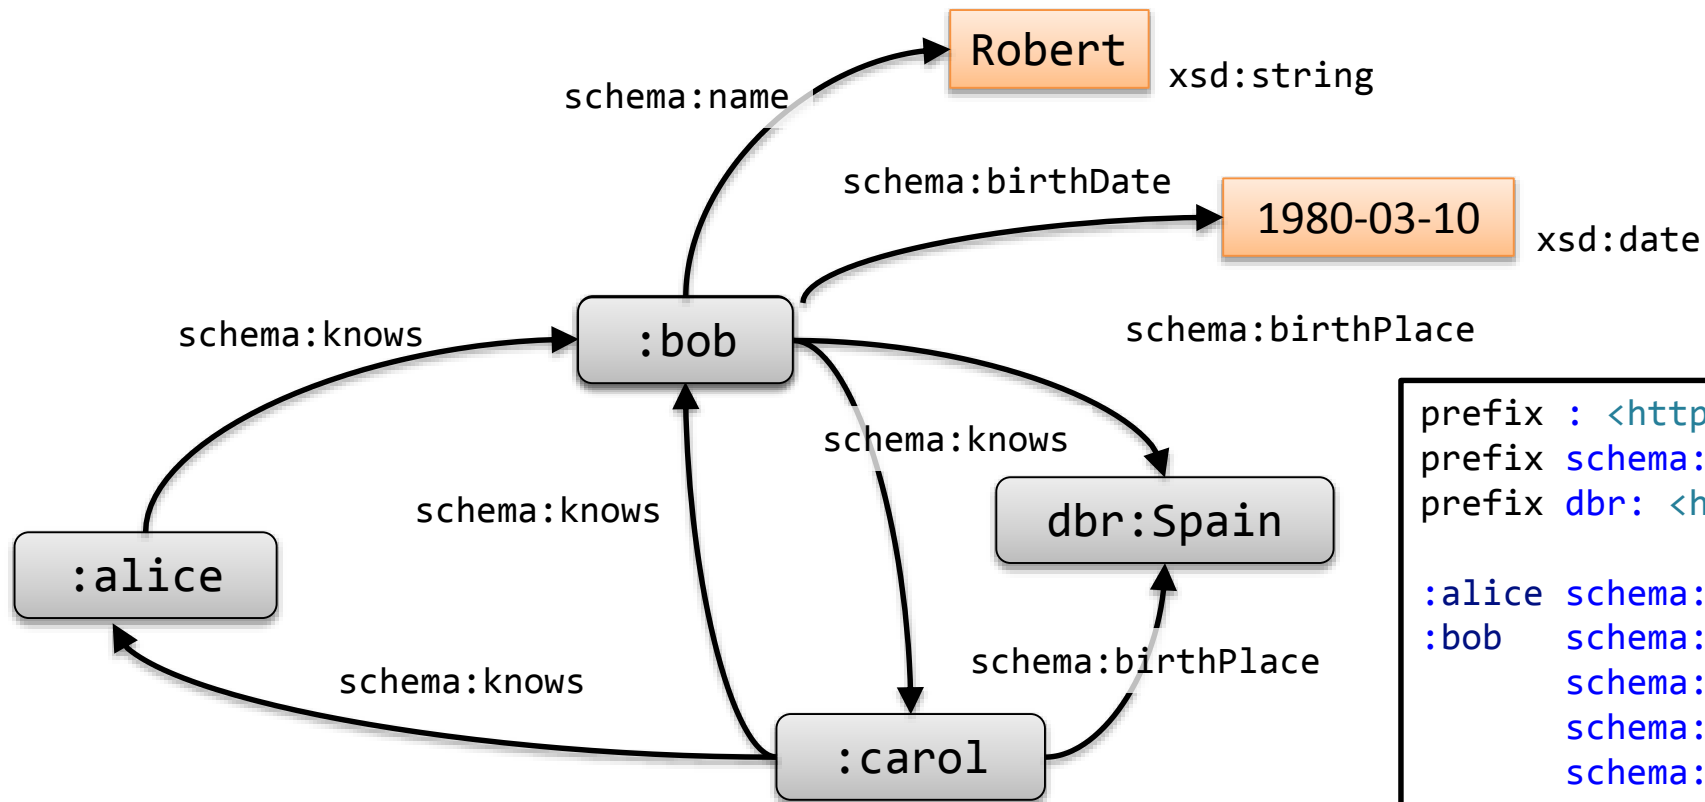 Robert
xsd:string
schema:name
schema:birthDate
1980-03-10
xsd:date
schema:knows
:bob
schema:birthPlace
schema:knows
schema:knows
dbr:Spain
:alice
schema:birthPlace
schema:knows
:carol
prefix : <http
prefix schema:
prefix dbr: <h
:alice schema:
:bob schema:
schema:
schema:
schema: